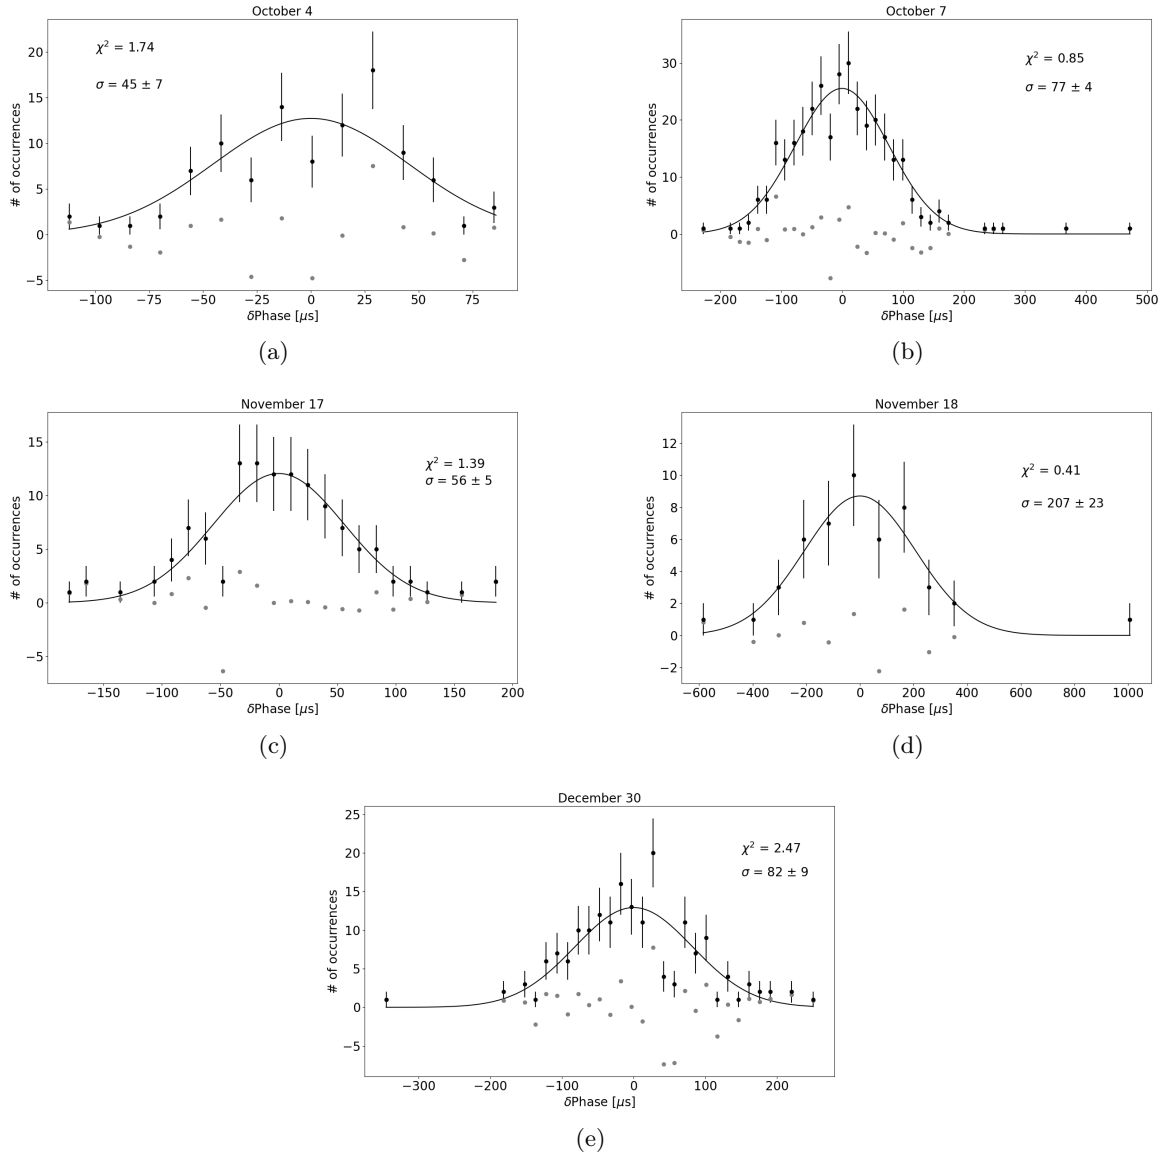 October 4
χ² = 1.74
σ = 45 ± 7
# of occurrences
20
15
10
5
0
−5
−100 −75 −50 −25 0 25 50 75
δPhase [μs]
(a)
October 7
χ² = 0.85
σ = 77 ± 4
# of occurrences
30
20
10
0
−200 −100 0 100 200 300 400 500
δPhase [μs]
(b)
November 17
χ² = 1.39
σ = 56 ± 5
# of occurrences
15
10
5
0
−5
−150 −100 −50 0 50 100 150 200
δPhase [μs]
(c)
November 18
χ² = 0.41
σ = 207 ± 23
# of occurrences
12
10
8
6
4
2
0
−2
−600 −400 −200 0 200 400 600 800 1000
δPhase [μs]
(d)
December 30
χ² = 2.47
σ = 82 ± 9
# of occurrences
25
20
15
10
5
0
−5
−300 −200 −100 0 100 200
δPhase [μs]
(e)